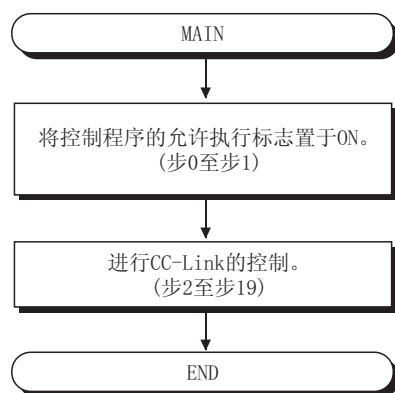 MAIN
将控制程序的允许执行标志置于ON。
(步0至步1)
进行CC-Link的控制。
(步2至步19)
END